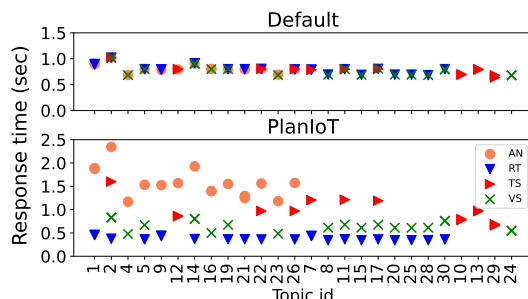 Default
1.5
1.0
0.5
0.0
PlanIoT
2.5
2.0
1.5
1.0
0.5
0.0
Response time (sec)
AN
RT
TS
VS
1 2 4 5 9 12 14 16 19 21 22 23 26 7 8 11 15 17 20 25 28 30 10 13 29 24
Topic id